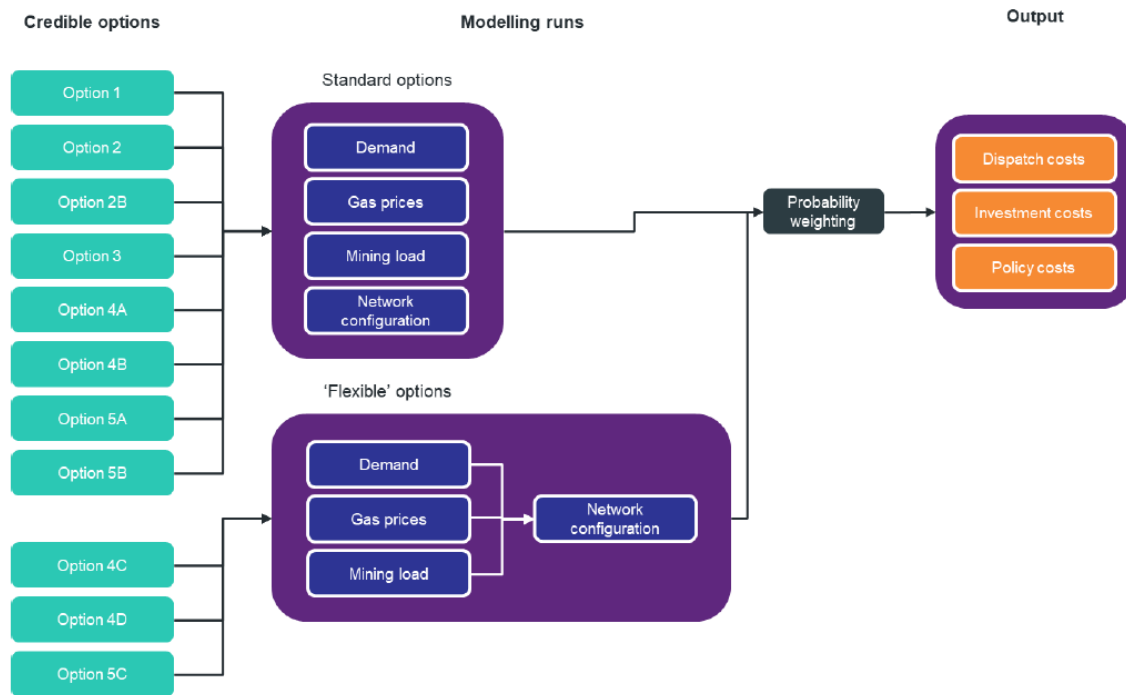 Credible options
Modelling runs
Output
Option 1
Option 2
Option 2B
Option 3
Option 4A
Option 4B
Option 5A
Option 5B
Option 4C
Option 4D
Option 5C
Standard options
Demand
Gas prices
Mining load
Network
configuration
'Flexible' options
Demand
Gas prices
Mining load
Network
configuration
Probability
weighting
Dispatch costs
Investment costs
Policy costs